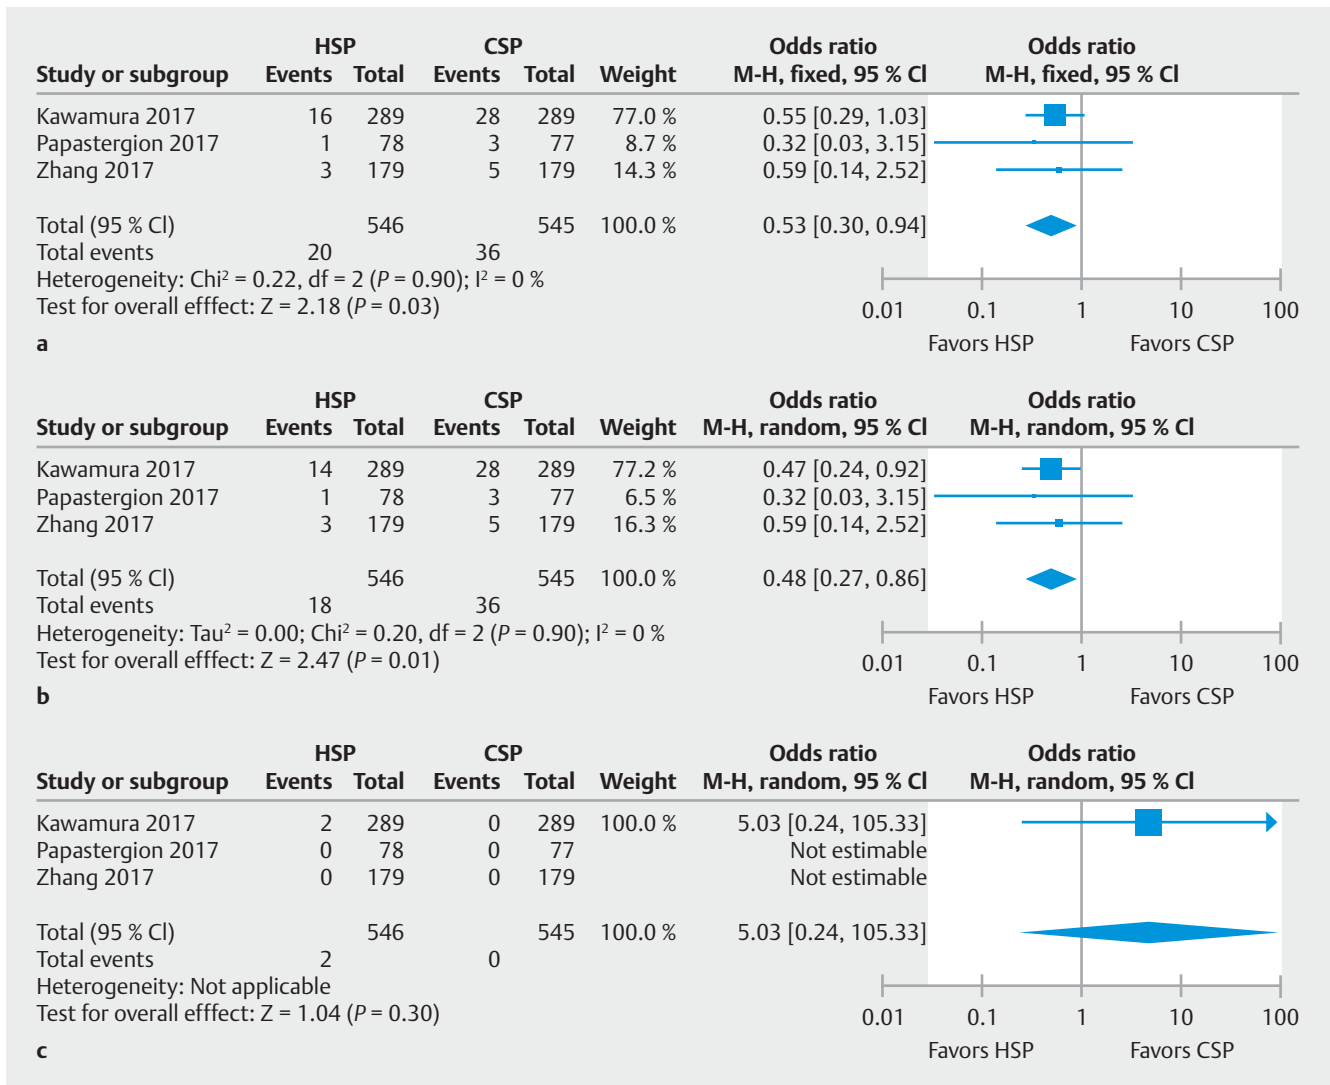 HSP CSP Odds ratio Odds ratio
Study or subgroup Events Total Events Total Weight M-H, fixed, 95 % CI M-H, fixed, 95 % CI
Kawamura 2017 16 289 28 289 77.0 % 0.55 [0.29, 1.03]
Papastergion 2017 1 78 3 77 8.7 % 0.32 [0.03, 3.15]
Zhang 2017 3 179 5 179 14.3 % 0.59 [0.14, 2.52]
Total (95 % CI) 546 545 100.0 % 0.53 [0.30, 0.94]
Total events 20 36
Heterogeneity: Chi² = 0.22, df = 2 (P = 0.90); I² = 0 %
Test for overall efffect: Z = 2.18 (P = 0.03)
0.01 0.1 1 10 100
a Favors HSP Favors CSP
HSP CSP Odds ratio Odds ratio
Study or subgroup Events Total Events Total Weight M-H, random, 95 % CI M-H, random, 95 % CI
Kawamura 2017 14 289 28 289 77.2 % 0.47 [0.24, 0.92]
Papastergion 2017 1 78 3 77 6.5 % 0.32 [0.03, 3.15]
Zhang 2017 3 179 5 179 16.3 % 0.59 [0.14, 2.52]
Total (95 % CI) 546 545 100.0 % 0.48 [0.27, 0.86]
Total events 18 36
Heterogeneity: Tau² = 0.00; Chi² = 0.20, df = 2 (P = 0.90); I² = 0 %
Test for overall efffect: Z = 2.47 (P = 0.01)
0.01 0.1 1 10 100
b Favors HSP Favors CSP
HSP CSP Odds ratio Odds ratio
Study or subgroup Events Total Events Total Weight M-H, random, 95 % CI M-H, random, 95 % CI
Kawamura 2017 2 289 0 289 100.0 % 5.03 [0.24, 105.33]
Papastergion 2017 0 78 0 77 Not estimable
Zhang 2017 0 179 0 179 Not estimable
Total (95 % CI) 546 545 100.0 % 5.03 [0.24, 105.33]
Total events 2 0
Heterogeneity: Not applicable
Test for overall efffect: Z = 1.04 (P = 0.30)
0.01 0.1 1 10 100
c Favors HSP Favors CSP